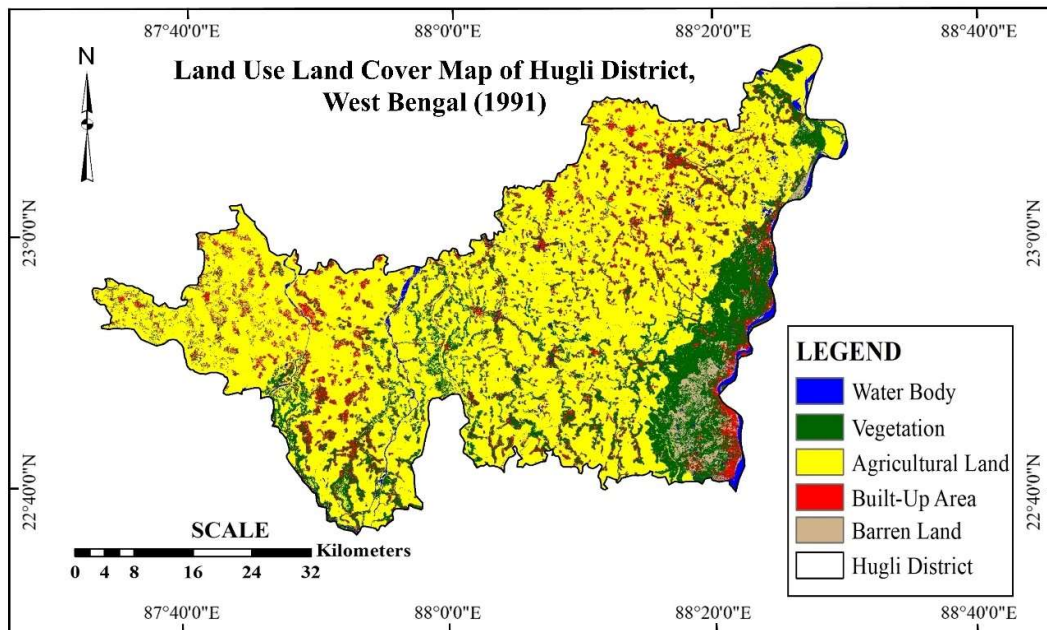 87°40'0"E 88°0'0"E 88°20'0"E 88°40'0"E
N
Land Use Land Cover Map of Hugli District,
West Bengal (1991)
23°0'0"N
23°0'0"N
22°40'0"N
22°40'0"N
LEGEND
Water Body
Vegetation
Agricultural Land
Built-Up Area
Barren Land
Hugli District
SCALE
Kilometers
0 4 8 16 24 32
87°40'0"E 88°0'0"E 88°20'0"E 88°40'0"E